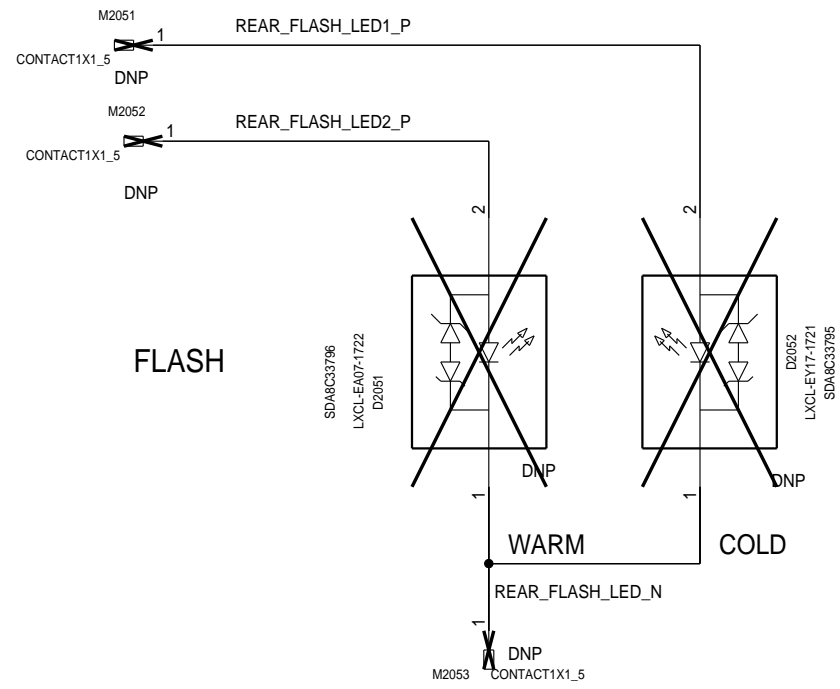 M2051
REAR_FLASH_LED1_P
1
CONTACT1X1_5
DNP
M2052
REAR_FLASH_LED2_P
1
CONTACT1X1_5
DNP
2
2
FLASH
SDA8C33796
LXCL-EA07-1722
D2051
D2052
LXCL-EY17-1721
SDA8C33795
DNP
DNP
1
1
WARM
COLD
REAR_FLASH_LED_N
1
DNP
M2053
CONTACT1X1_5